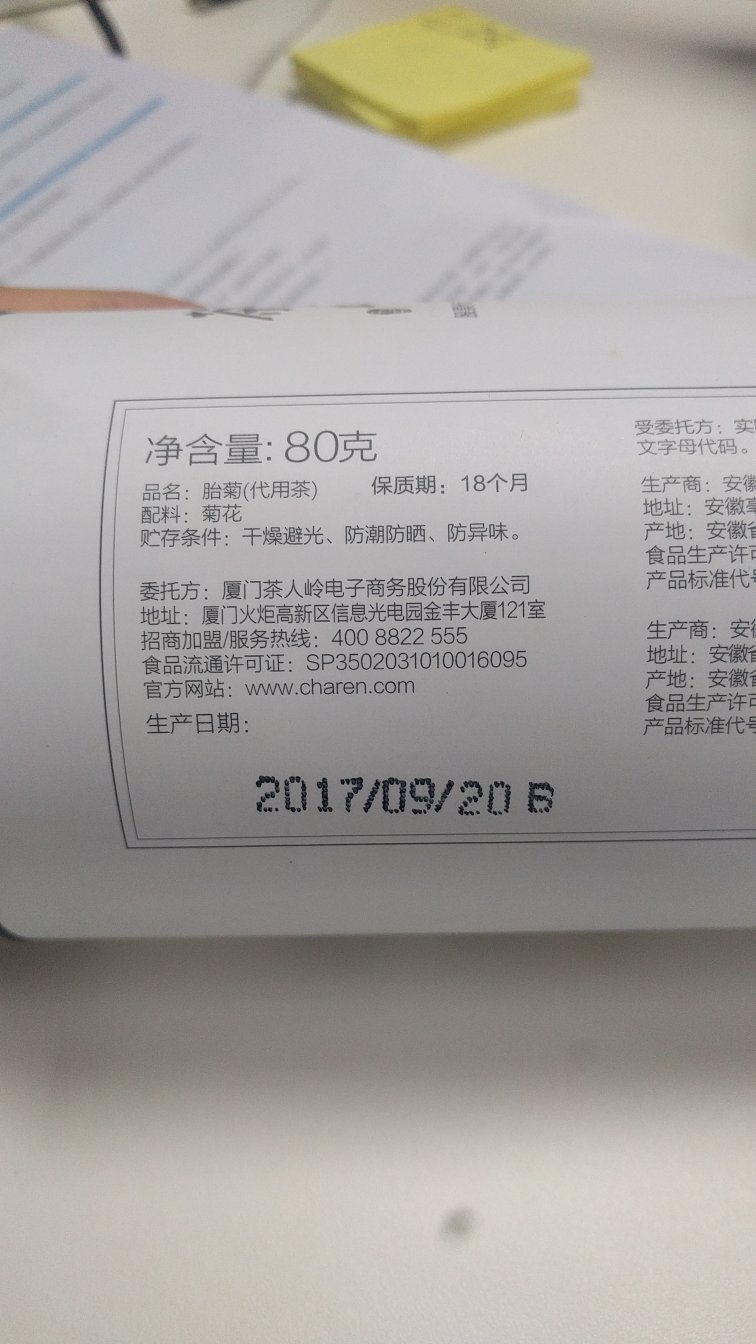 净含量: 80克
品名：胎菊(代用茶)　保质期：18个月
配料：菊花
贮存条件：干燥避光、防潮防晒、防异味。
委托方：厦门茶人岭电子商务股份有限公司
地址：厦门火炬高新区信息光电园金丰大厦121室
招商加盟/服务热线：400 8822 555
食品流通许可证：SP3502031010016095
官方网站：www.charen.com
生产日期：
2017/09/20 B
受委托方：实
文字母代码。
生产商：安徽
地址：安徽
产地：安徽省
食品生产许可
产品标准代号
生产商：安徽
地址：安徽省
产地：安徽省
食品生产许可
产品标准代号